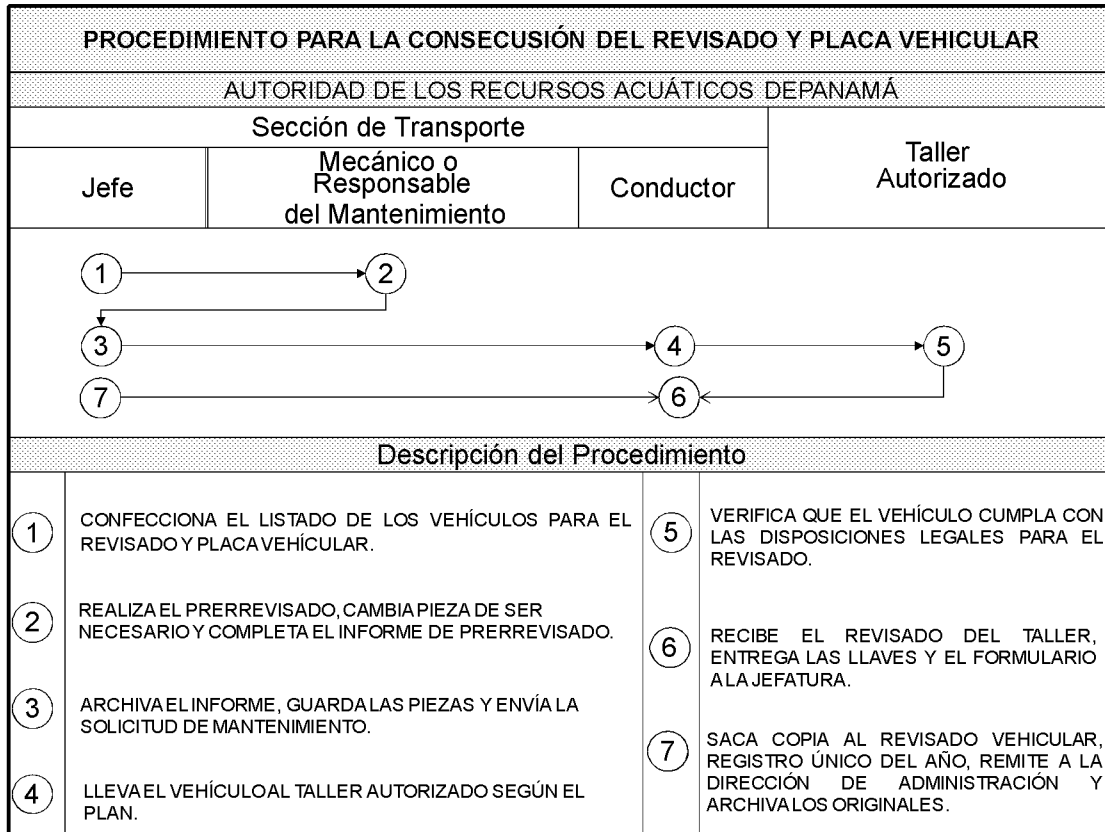 PROCEDIMIENTO PARA LA CONSECUSIÓN DEL REVISADO Y PLACA VEHICULAR
AUTORIDAD DE LOS RECURSOS ACUÁTICOS DEPANAMÁ
Sección de Transporte
Jefe
Mecánico o
Responsable
del Mantenimiento
Conductor
Taller
Autorizado
1
2
3
4
5
7
6
Descripción del Procedimiento
1
CONFECCIONA EL LISTADO DE LOS VEHÍCULOS PARA EL
REVISADO Y PLACA VEHÍCULAR.
2
REALIZA EL PRERREVISADO, CAMBIA PIEZA DE SER
NECESARIO Y COMPLETA EL INFORME DE PRERREVISADO.
3
ARCHIVA EL INFORME, GUARDA LAS PIEZAS Y ENVÍA LA
SOLICITUD DE MANTENIMIENTO.
4
LLEVA EL VEHÍCULO AL TALLER AUTORIZADO SEGÚN EL
PLAN.
5
VERIFICA QUE EL VEHÍCULO CUMPLA CON
LAS DISPOSICIONES LEGALES PARA EL
REVISADO.
6
RECIBE EL REVISADO DEL TALLER,
ENTREGA LAS LLAVES Y EL FORMULARIO
A LA JEFATURA.
7
SACA COPIA AL REVISADO VEHICULAR,
REGISTRO ÚNICO DEL AÑO, REMITE A LA
DIRECCIÓN DE ADMINISTRACIÓN Y
ARCHIVA LOS ORIGINALES.